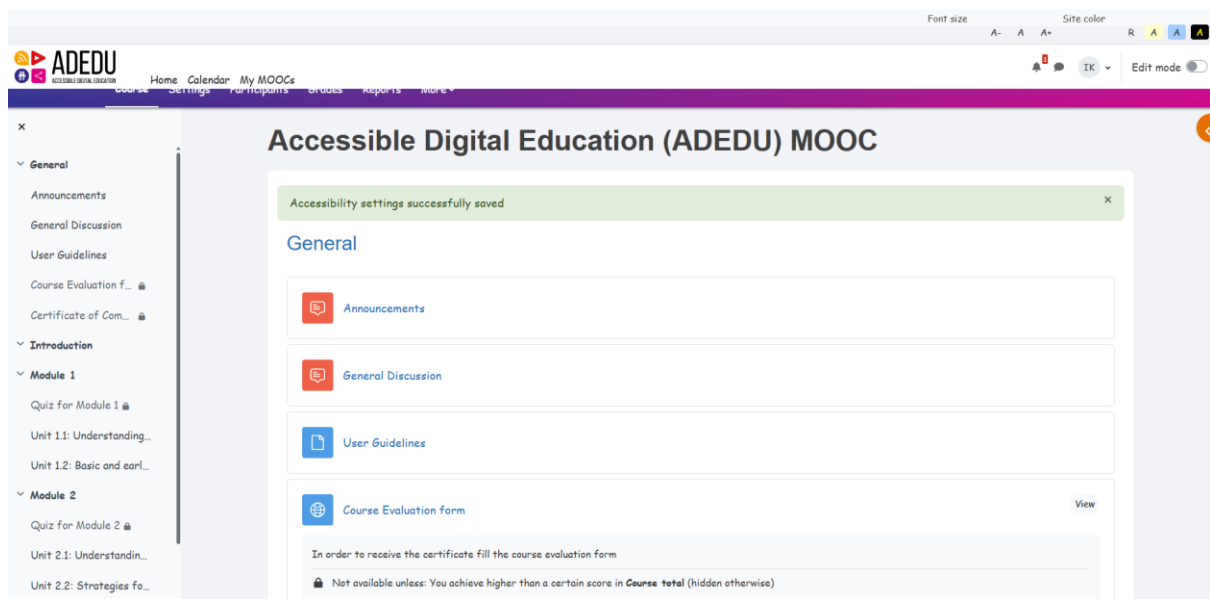 Font size Site color
A- A A+ R A A A
ADEDU
ACCESSIBLE DIGITAL EDUCATION
Home Calendar My MOOCs
1 IK Edit mode
Course Settings Participants Grades Reports More
Accessible Digital Education (ADEDU) MOOC
General
Announcements
General Discussion
User Guidelines
Course Evaluation f...
Certificate of Com...
Introduction
Module 1
Quiz for Module 1
Unit 1.1: Understanding...
Unit 1.2: Basic and earl...
Module 2
Quiz for Module 2
Unit 2.1: Understandin...
Unit 2.2: Strategies fo...
Accessibility settings successfully saved
General
Announcements
General Discussion
User Guidelines
Course Evaluation form
View
In order to receive the certificate fill the course evaluation form
Not available unless: You achieve higher than a certain score in Course total (hidden otherwise)